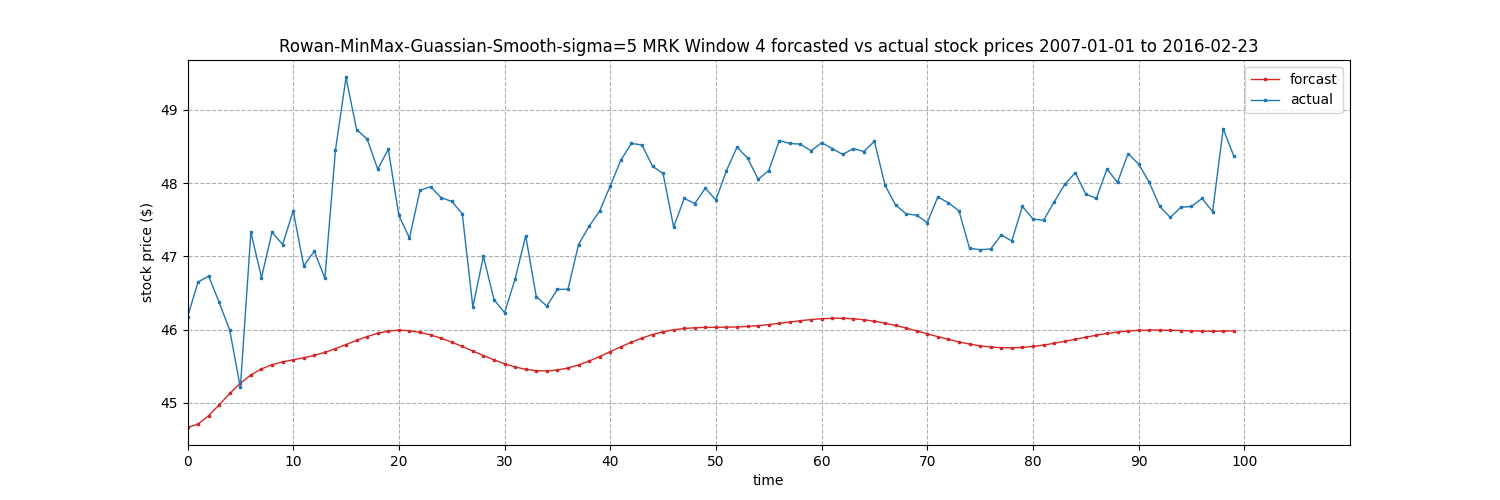 Rowan-MinMax-Guassian-Smooth-sigma=5 MRK Window 4 forcasted vs actual stock prices 2007-01-01 to 2016-02-23
forcast
actual
stock price ($)
49
48
47
46
45
0 10 20 30 40 50 60 70 80 90 100
time